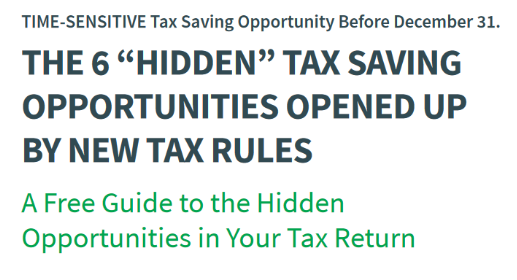 TIME-SENSITIVE Tax Saving Opportunity Before December 31.
THE 6 “HIDDEN” TAX SAVING
OPPORTUNITIES OPENED UP
BY NEW TAX RULES
A Free Guide to the Hidden
Opportunities in Your Tax Return